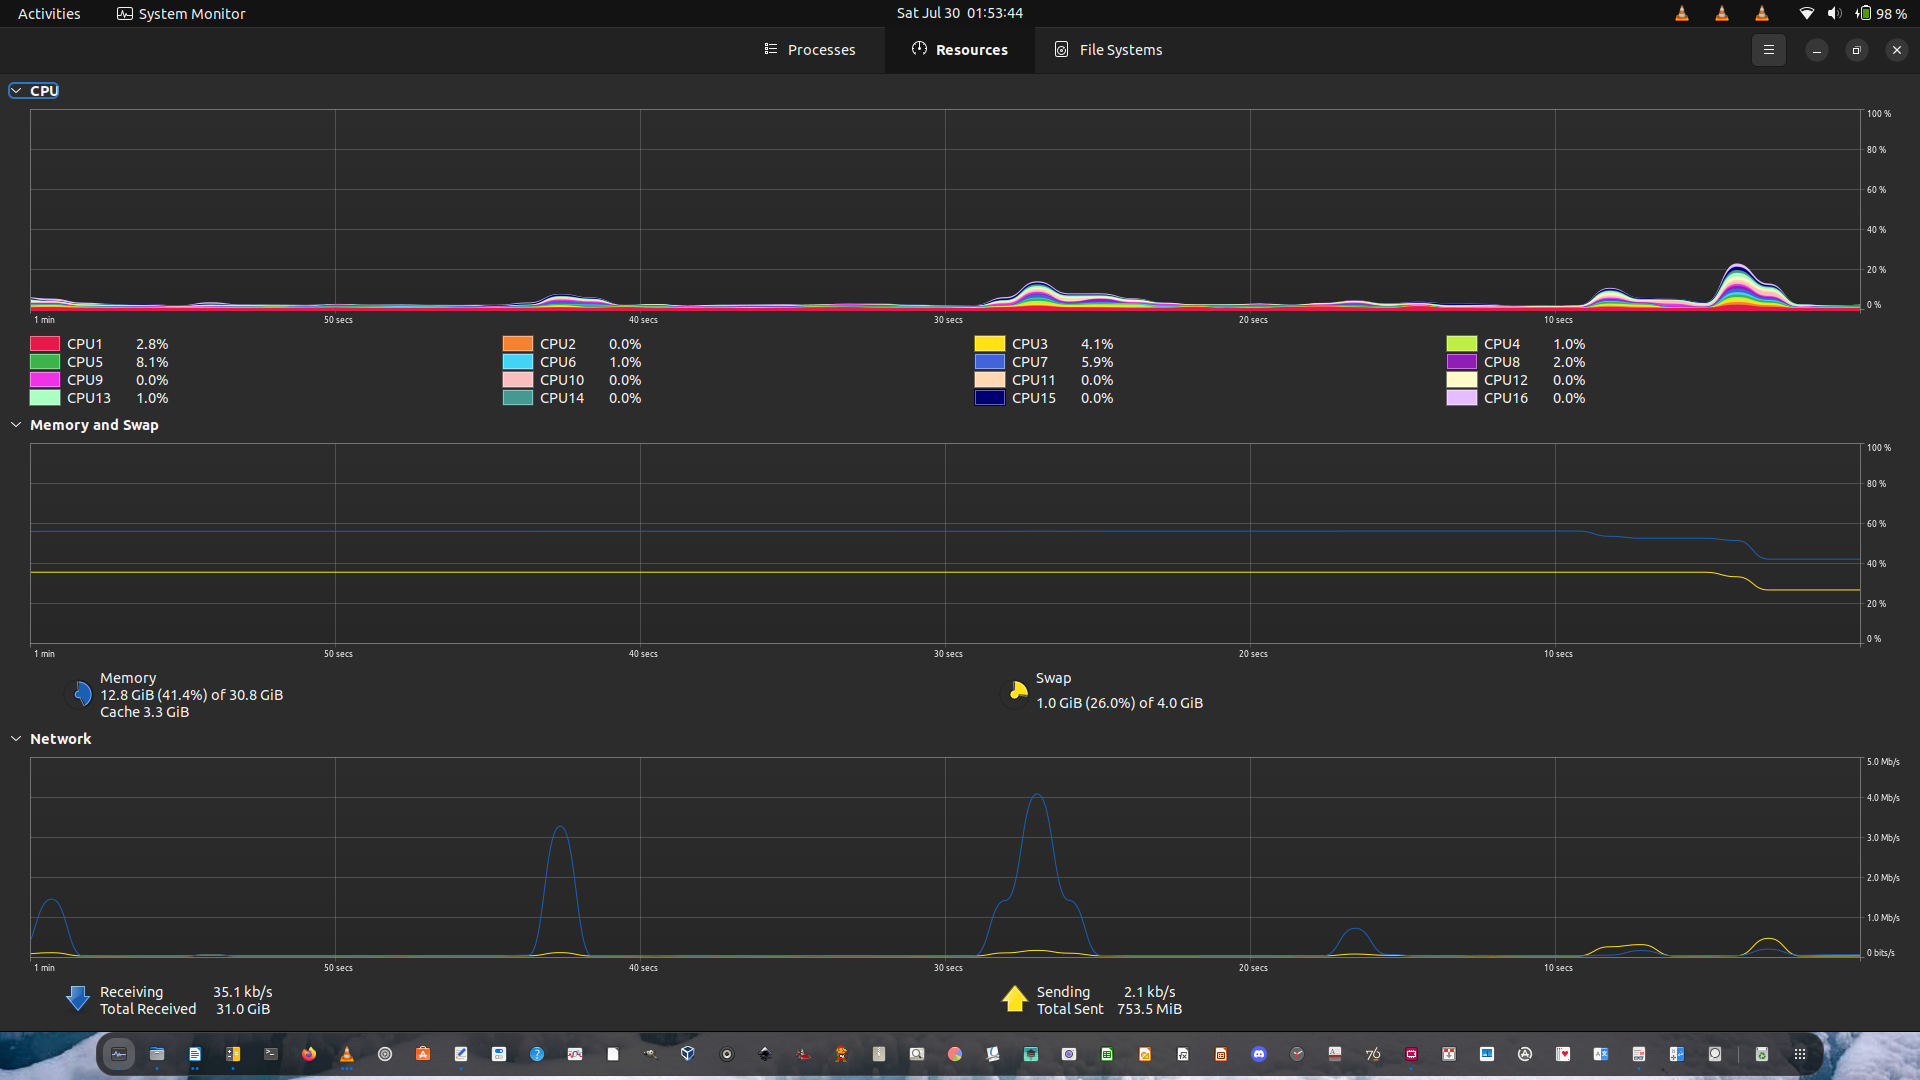 Activities System Monitor Sat Jul 30 01:53:44 98 %
Processes Resources File Systems
CPU
100 %
80 %
60 %
40 %
20 %
0 %
1 min 50 secs 40 secs 30 secs 20 secs 10 secs
CPU1 2.8% CPU2 0.0% CPU3 4.1% CPU4 1.0%
CPU5 8.1% CPU6 1.0% CPU7 5.9% CPU8 2.0%
CPU9 0.0% CPU10 0.0% CPU11 0.0% CPU12 0.0%
CPU13 1.0% CPU14 0.0% CPU15 0.0% CPU16 0.0%
Memory and Swap
100 %
80 %
60 %
40 %
20 %
0 %
1 min 50 secs 40 secs 30 secs 20 secs 10 secs
Memory
12.8 GiB (41.4%) of 30.8 GiB
Cache 3.3 GiB
Swap
1.0 GiB (26.0%) of 4.0 GiB
Network
5.0 Mb/s
4.0 Mb/s
3.0 Mb/s
2.0 Mb/s
1.0 Mb/s
0 bits/s
1 min 50 secs 40 secs 30 secs 20 secs 10 secs
Receiving 35.1 kb/s
Total Received 31.0 GiB
Sending 2.1 kb/s
Total Sent 753.5 MiB